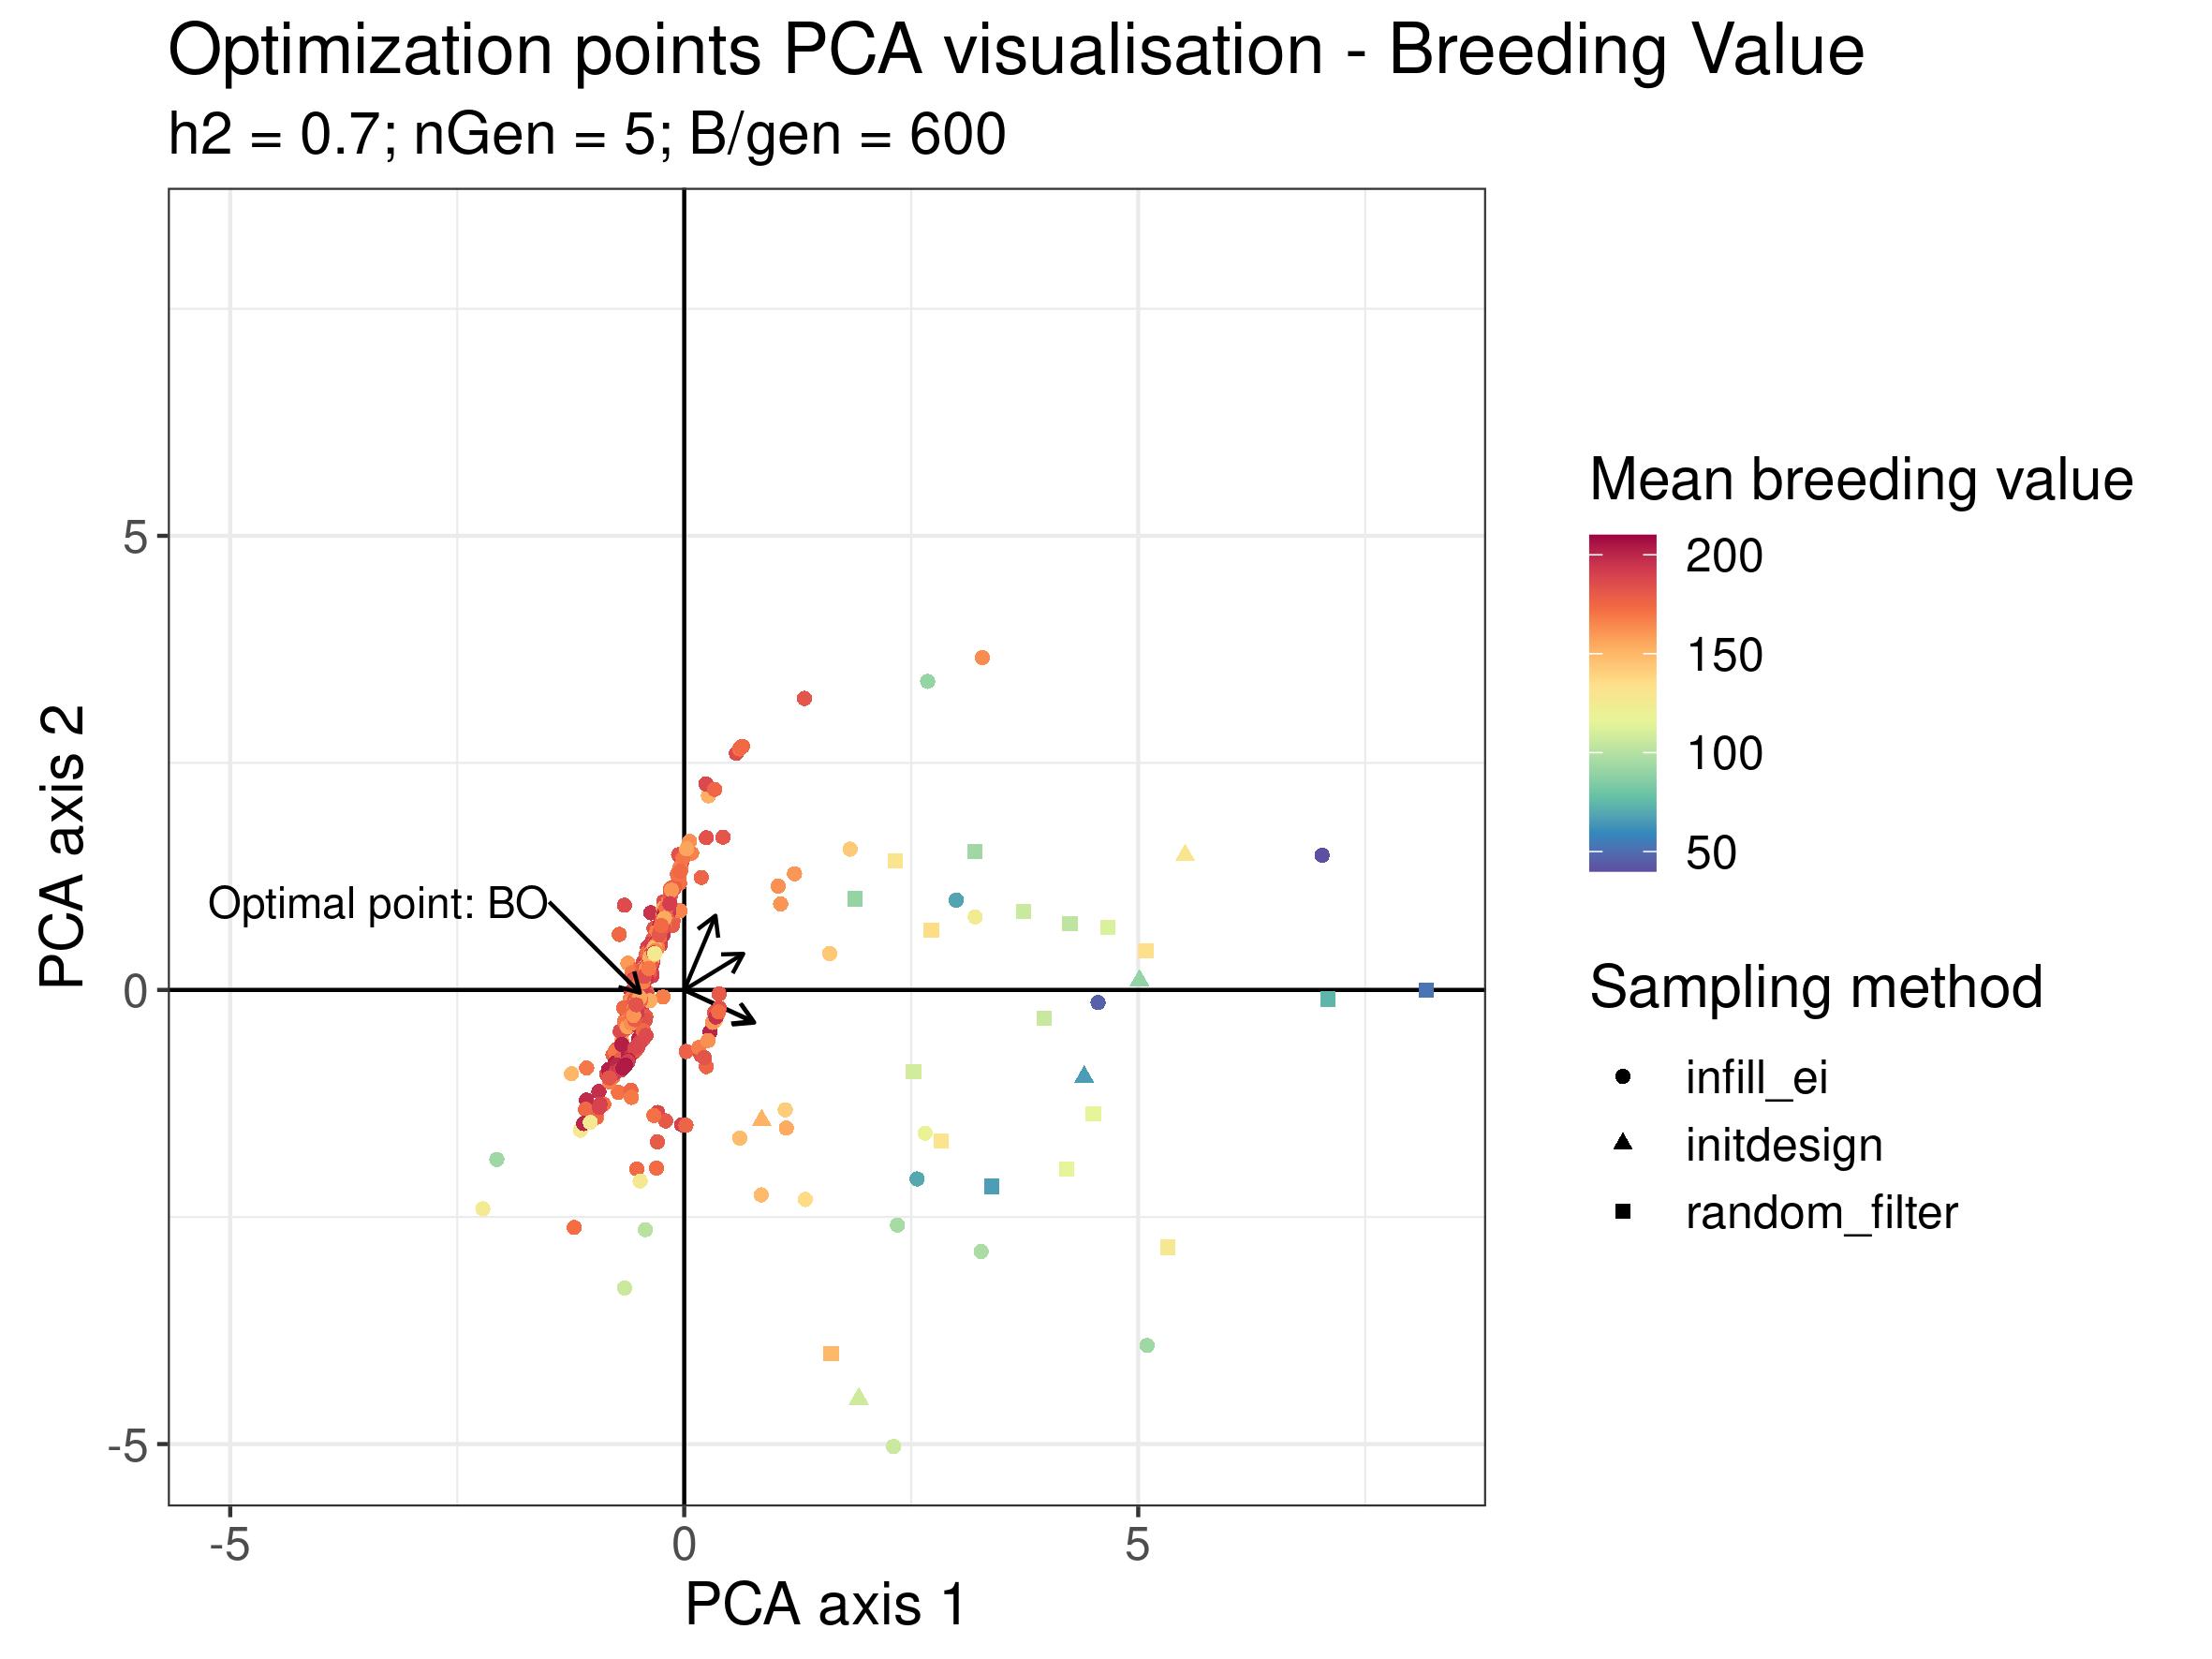 Optimization points PCA visualisation - Breeding Value
h2 = 0.7; nGen = 5; B/gen = 600
PCA axis 2
5
0
-5
Optimal point: BO
-5
0
5
PCA axis 1
Mean breeding value
200
150
100
50
Sampling method
infill_ei
initdesign
random_filter